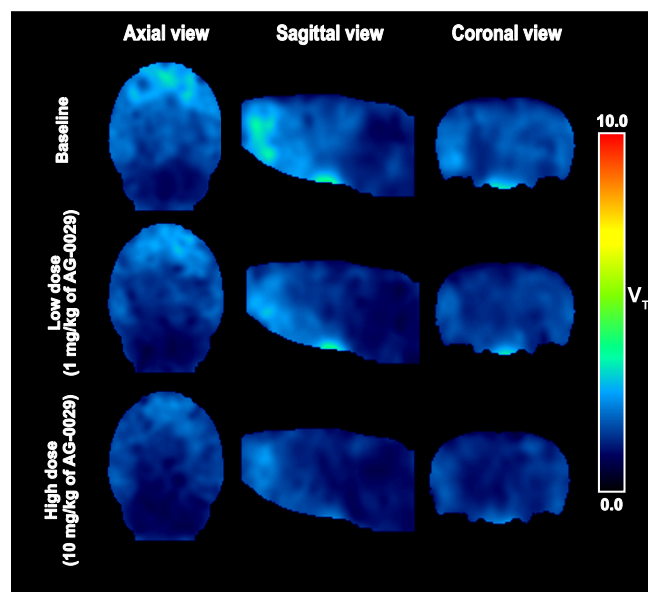 Axial view Sagittal view Coronal view
Baseline
10.0
Low dose
(1 mg/kg of AG-0029)
VT
High dose
(10 mg/kg of AG-0029)
0.0